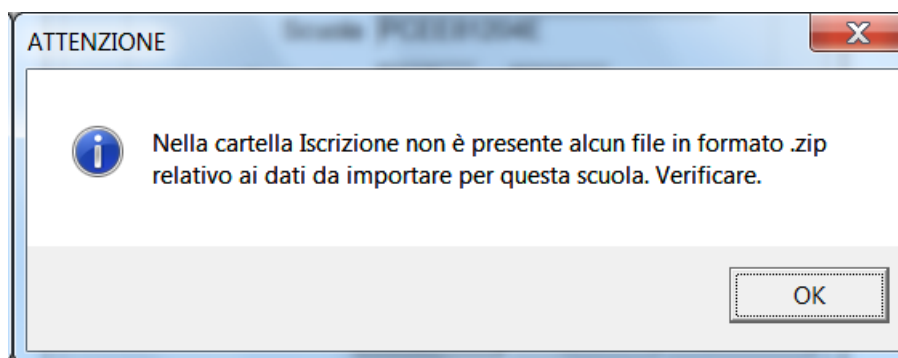 ATTENZIONE
Nella cartella Iscrizione non è presente alcun file in formato .zip
relativo ai dati da importare per questa scuola. Verificare.
OK